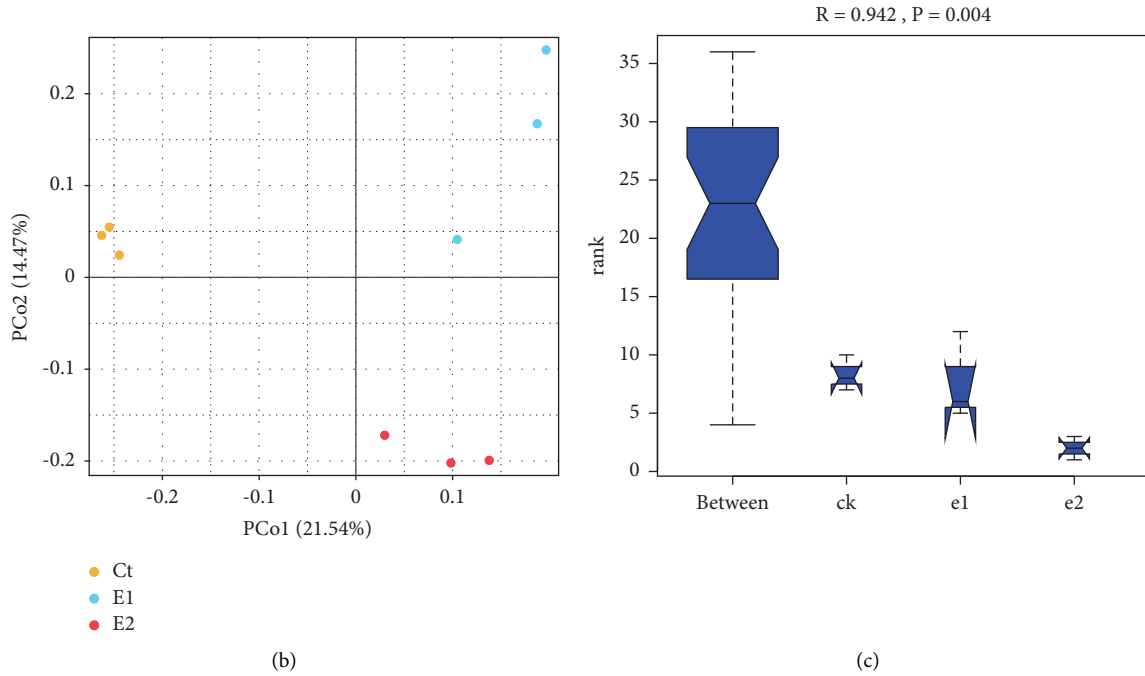 0.2
0.1
0
-0.1
-0.2
PCo2 (14.47%)
-0.2
-0.1
0
0.1
PCo1 (21.54%)
Ct
E1
E2
(b)
R = 0.942 , P = 0.004
35
30
25
20
15
10
5
0
rank
Between
ck
e1
e2
(c)